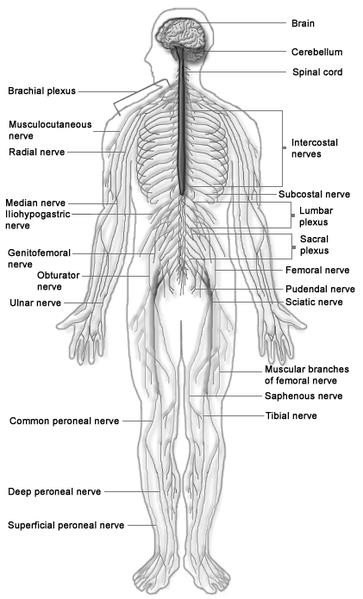 Brain
Cerebellum
Spinal cord
Brachial plexus
Musculocutaneous
nerve
Radial nerve
Intercostal
nerves
Subcostal nerve
Median nerve
Iliohypogastric
nerve
Lumbar
plexus
Sacral
plexus
Genitofemoral
nerve
Femoral nerve
Obturator
nerve
Pudendal nerve
Ulnar nerve
Sciatic nerve
Muscular branches
of femoral nerve
Saphenous nerve
Common peroneal nerve
Tibial nerve
Deep peroneal nerve
Superficial peroneal nerve